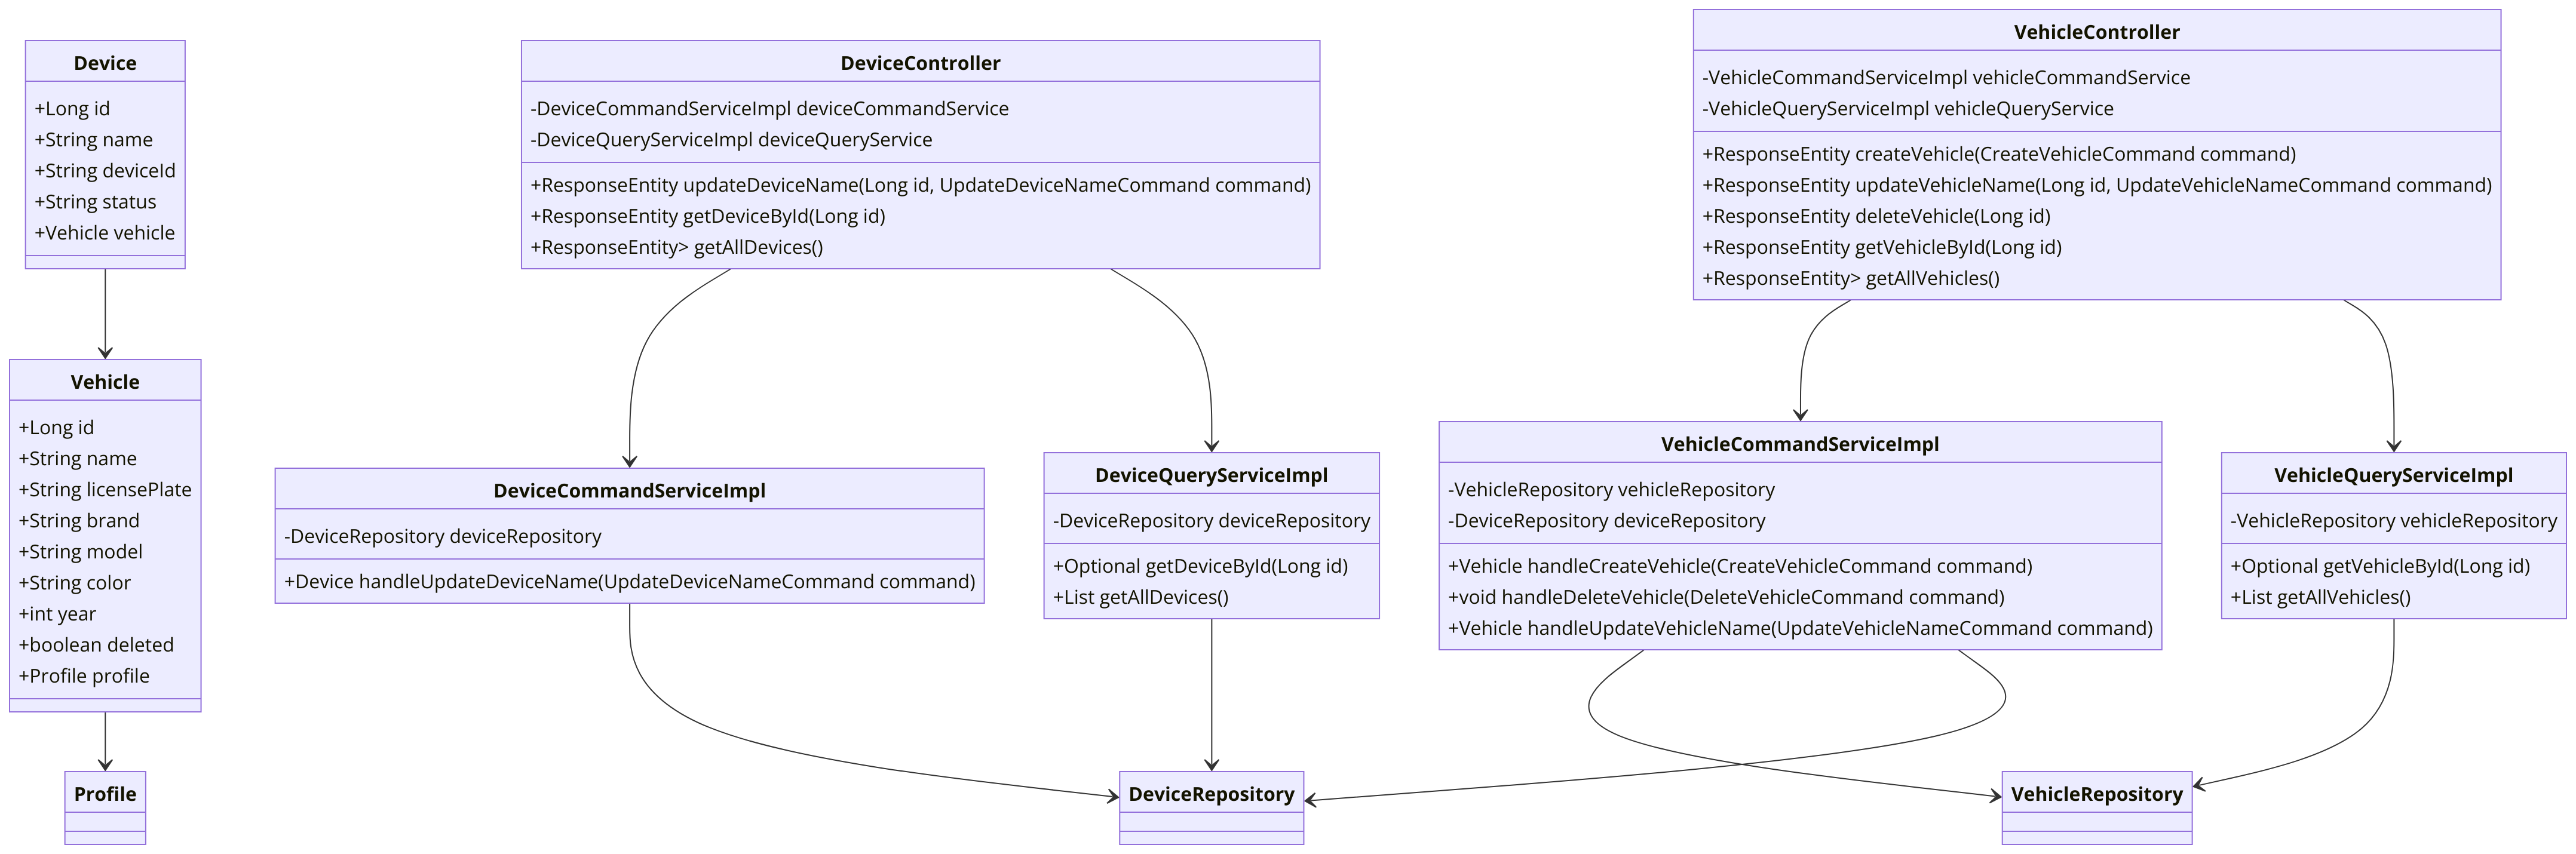 Device
+Long id
+String name
+String deviceId
+String status
+Vehicle vehicle
Vehicle
+Long id
+String name
+String licensePlate
+String brand
+String model
+String color
+int year
+boolean deleted
+Profile profile
Profile
DeviceController
-DeviceCommandServiceImpl deviceCommandService
-DeviceQueryServiceImpl deviceQueryService
+ResponseEntity updateDeviceName(Long id, UpdateDeviceNameCommand command)
+ResponseEntity getDeviceById(Long id)
+ResponseEntity> getAllDevices()
DeviceCommandServiceImpl
-DeviceRepository deviceRepository
+Device handleUpdateDeviceName(UpdateDeviceNameCommand command)
DeviceQueryServiceImpl
-DeviceRepository deviceRepository
+Optional getDeviceById(Long id)
+List getAllDevices()
DeviceRepository
VehicleController
-VehicleCommandServiceImpl vehicleCommandService
-VehicleQueryServiceImpl vehicleQueryService
+ResponseEntity createVehicle(CreateVehicleCommand command)
+ResponseEntity updateVehicleName(Long id, UpdateVehicleNameCommand command)
+ResponseEntity deleteVehicle(Long id)
+ResponseEntity getVehicleById(Long id)
+ResponseEntity> getAllVehicles()
VehicleCommandServiceImpl
-VehicleRepository vehicleRepository
-DeviceRepository deviceRepository
+Vehicle handleCreateVehicle(CreateVehicleCommand command)
+void handleDeleteVehicle(DeleteVehicleCommand command)
+Vehicle handleUpdateVehicleName(UpdateVehicleNameCommand command)
VehicleQueryServiceImpl
-VehicleRepository vehicleRepository
+Optional getVehicleById(Long id)
+List getAllVehicles()
VehicleRepository